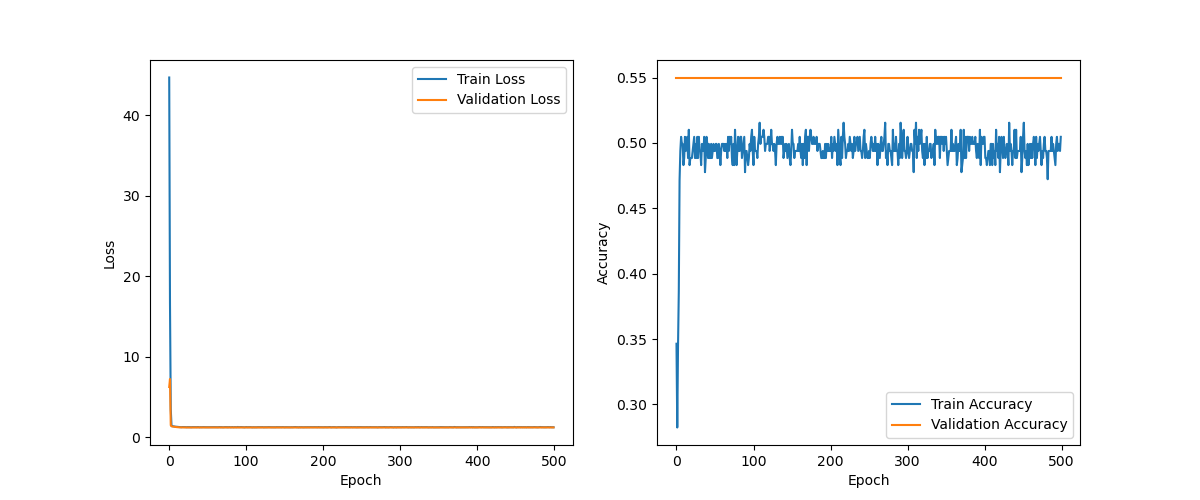 Train Loss
Validation Loss
40
30
20
10
0
Loss
0 100 200 300 400 500
Epoch
0.55
0.50
0.45
0.40
0.35
0.30
Accuracy
Train Accuracy
Validation Accuracy
0 100 200 300 400 500
Epoch